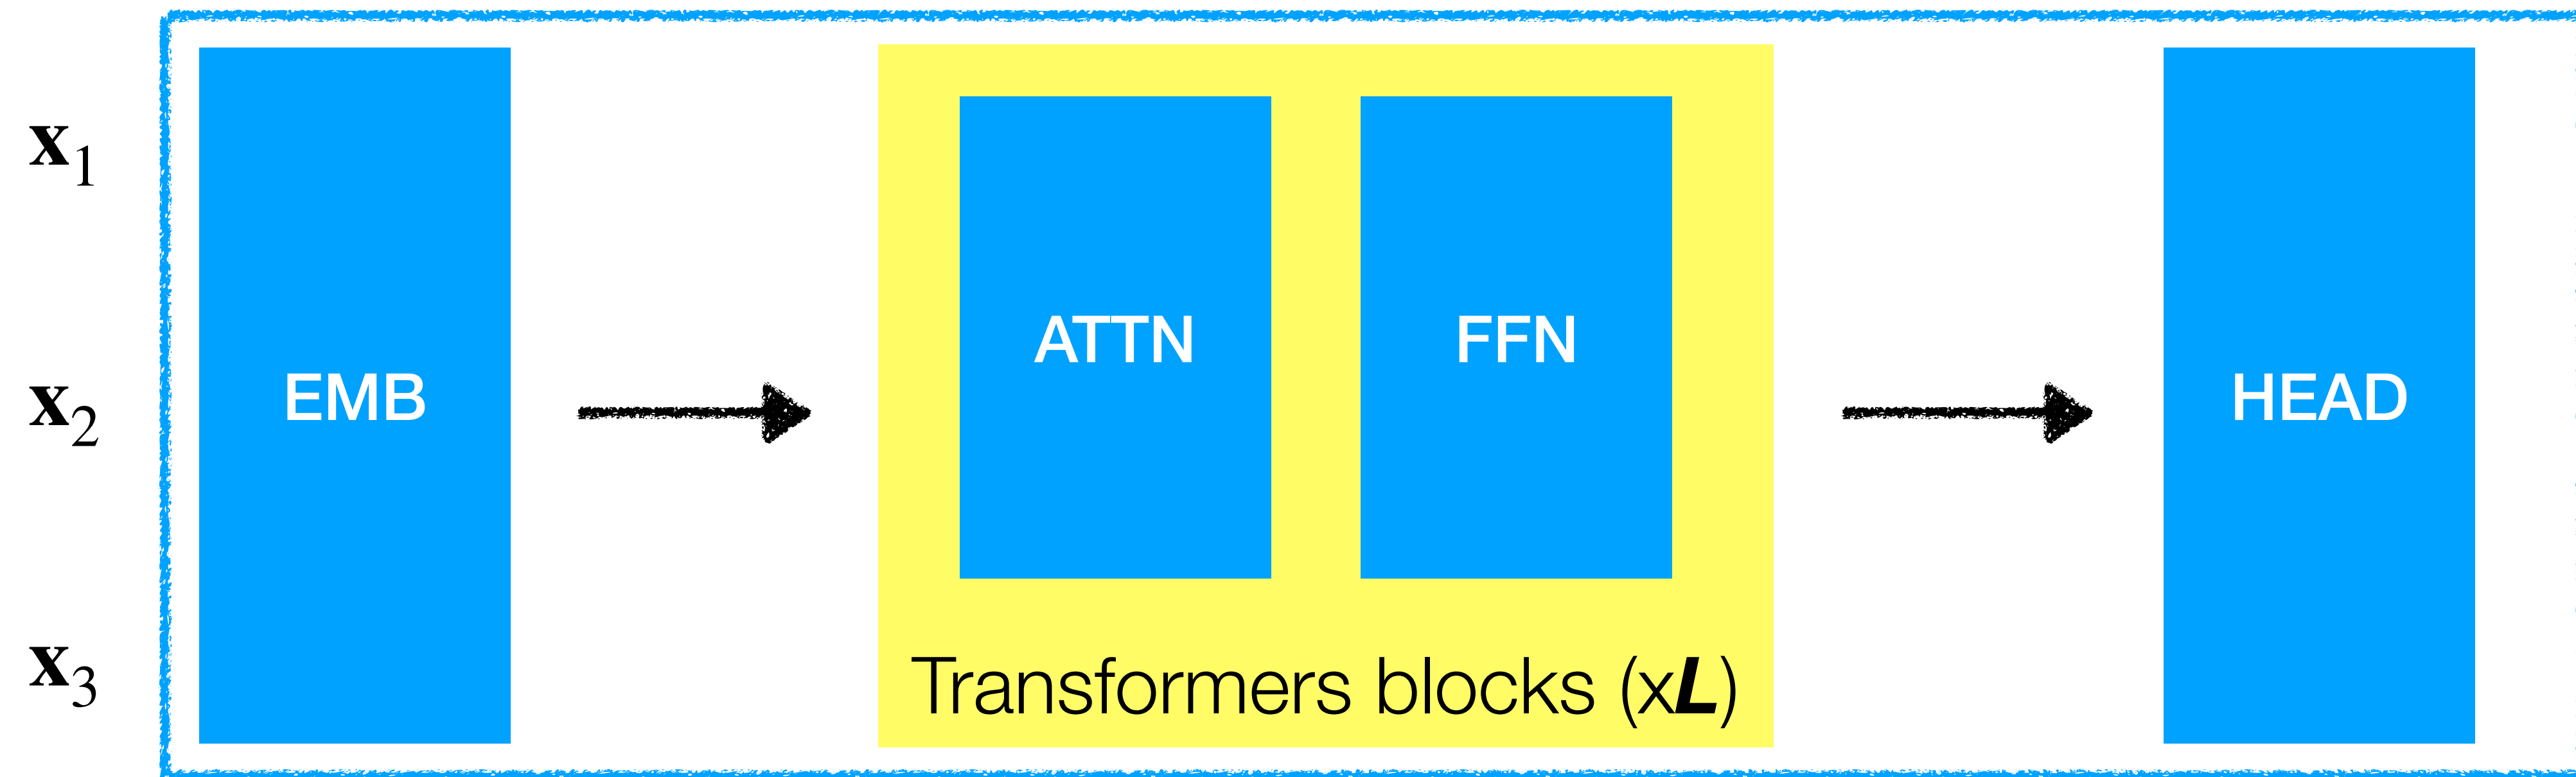 x₁
x₂
x₃
EMB
ATTN
FFN
Transformers blocks (xL)
HEAD